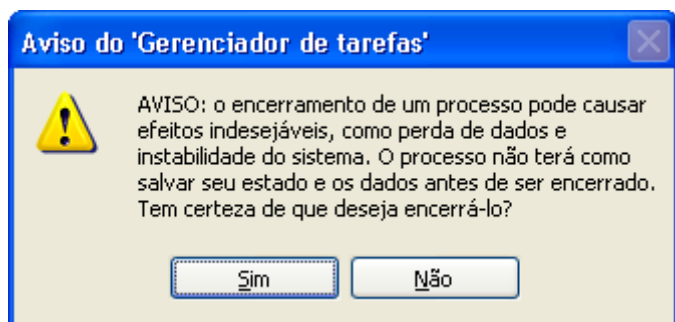 Aviso do 'Gerenciador de tarefas'
AVISO: o encerramento de um processo pode causar
efeitos indesejáveis, como perda de dados e
instabilidade do sistema. O processo não terá como
salvar seu estado e os dados antes de ser encerrado.
Tem certeza de que deseja encerrá-lo?
Sim Não